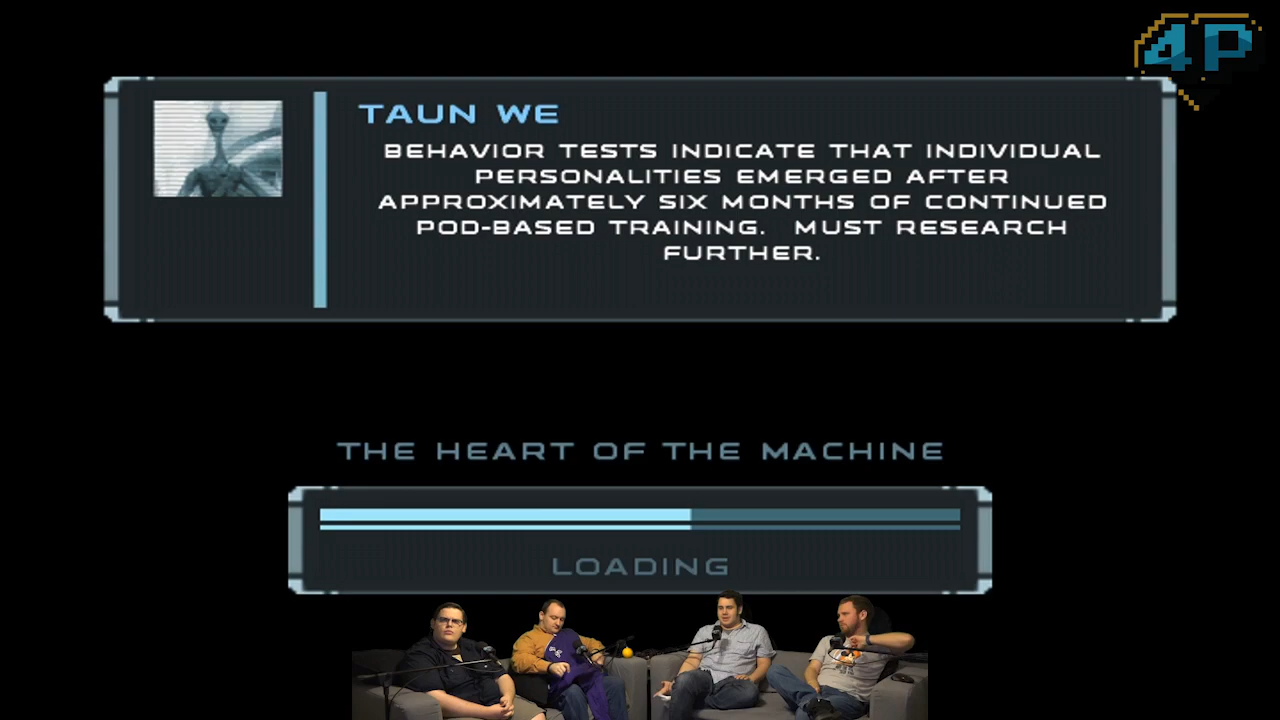 4P
TAUN WE
BEHAVIOR TESTS INDICATE THAT INDIVIDUAL
PERSONALITIES EMERGED AFTER
APPROXIMATELY SIX MONTHS OF CONTINUED
POD-BASED TRAINING. MUST RESEARCH
FURTHER.
THE HEART OF THE MACHINE
LOADING